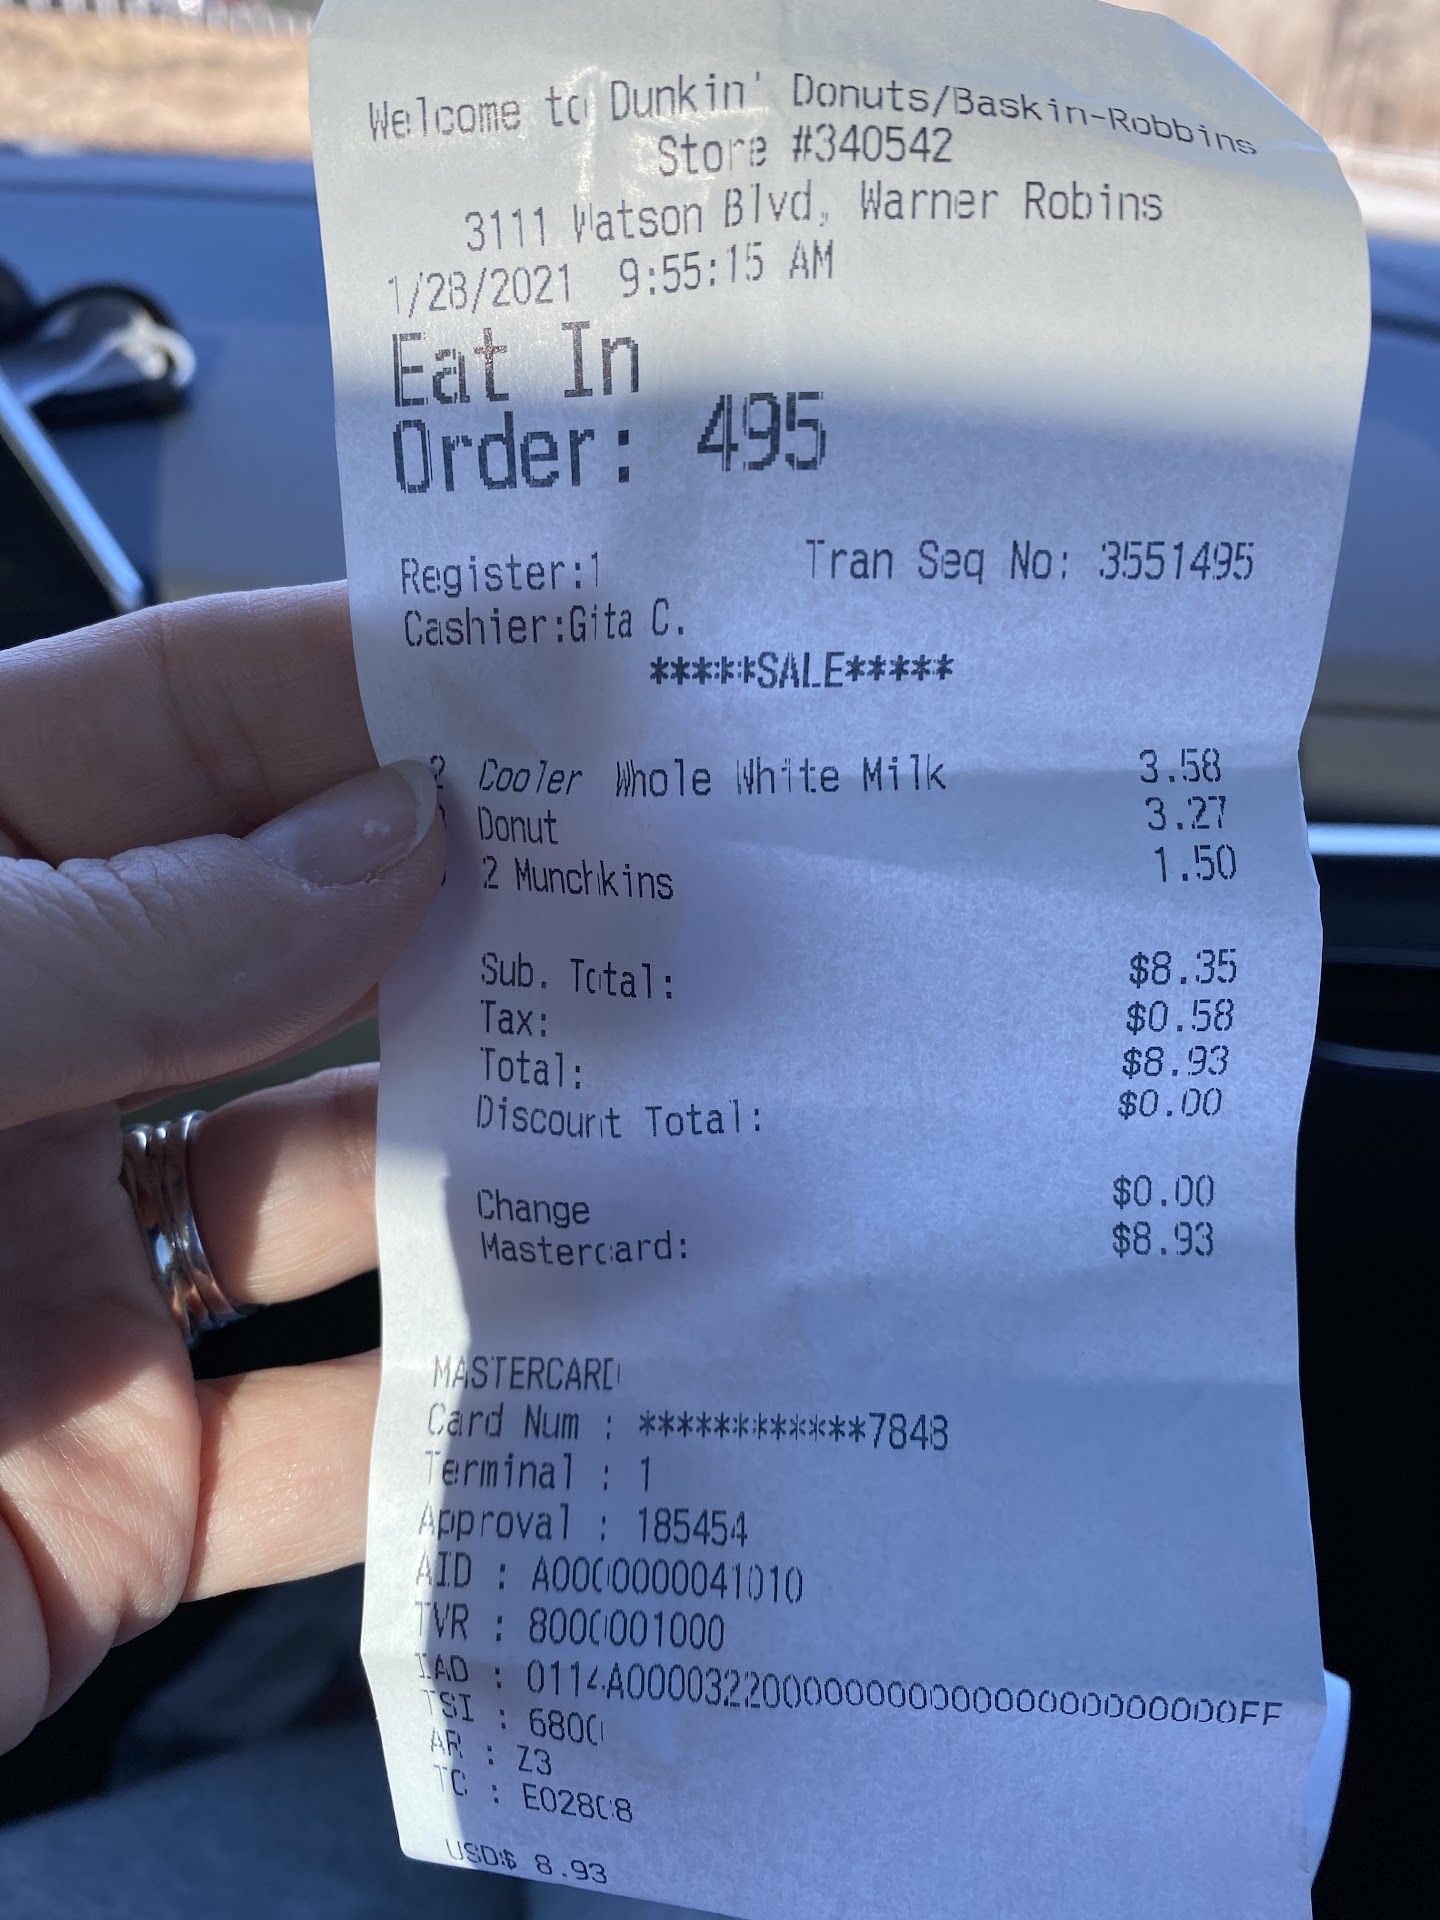 Welcome to Dunkin' Donuts/Baskin-Robbins
Store #340542
3111 Watson Blvd, Warner Robins
1/28/2021 9:55:15 AM
Eat In
Order: 495
Register:1 Tran Seq No: 3551495
Cashier:Gita C.
*****SALE*****
2 Cooler Whole White Milk 3.58
Donut 3.27
2 Munchkins 1.50
Sub. Total: $8.35
Tax: $0.58
Total: $8.93
Discount Total: $0.00
Change $0.00
Mastercard: $8.93
MASTERCARD
Card Num : ************7848
Terminal : 1
Approval : 185454
AID : A0000000041010
TVR : 8000001000
IAD :
TSI : 6800
AR : Z3
TC :
USD$ 8.93